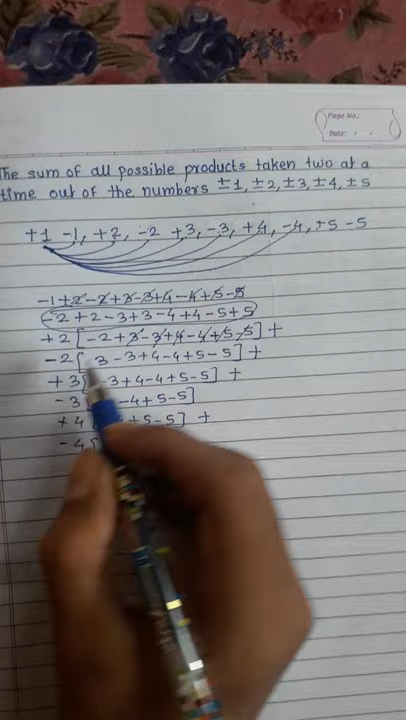 Page No.:
Date:
The sum of all possible products taken two at a
time out of the numbers ±1, ±2, ±3, ±4, ±5
+1 -1, +2, -2 +3, -3, +4, -4, +5 -5
-1+2-2+3-3+4-4+5-5
-2+2-3+3-4+4-5+5
+2[-2+3-3+4-4+5-5]+
-2[3-3+4-4+5-5]+
+3[-3+4-4+5-5]+
-3 -4+5-5]
+4 +5-5]+
-4[